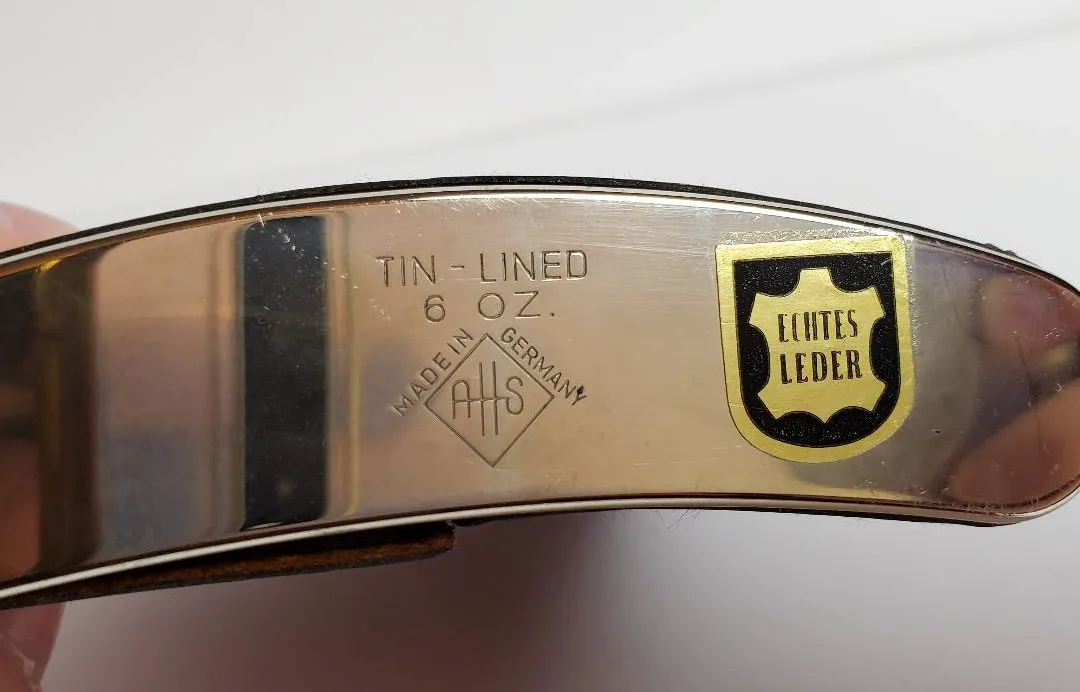 TIN-LINED
6 OZ.
MADE IN GERMANY
AHS
ECHTES
LEDER